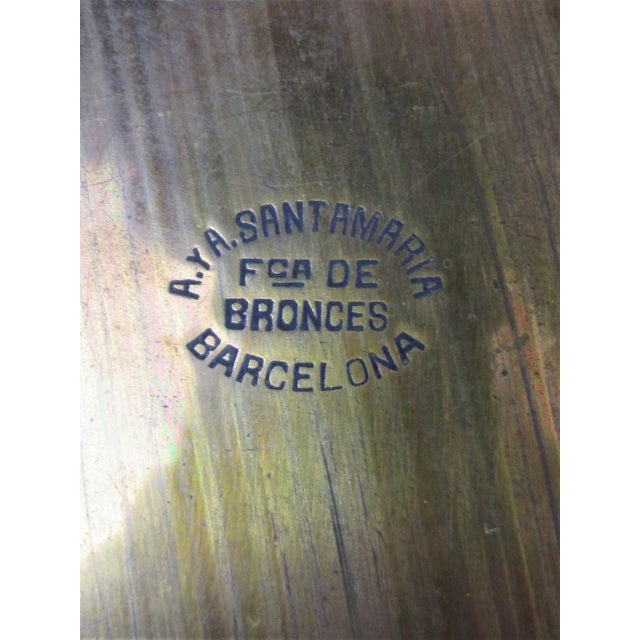 A. Y A. SANTAMARIA
FCA DE
BRONCES
BARCELONA